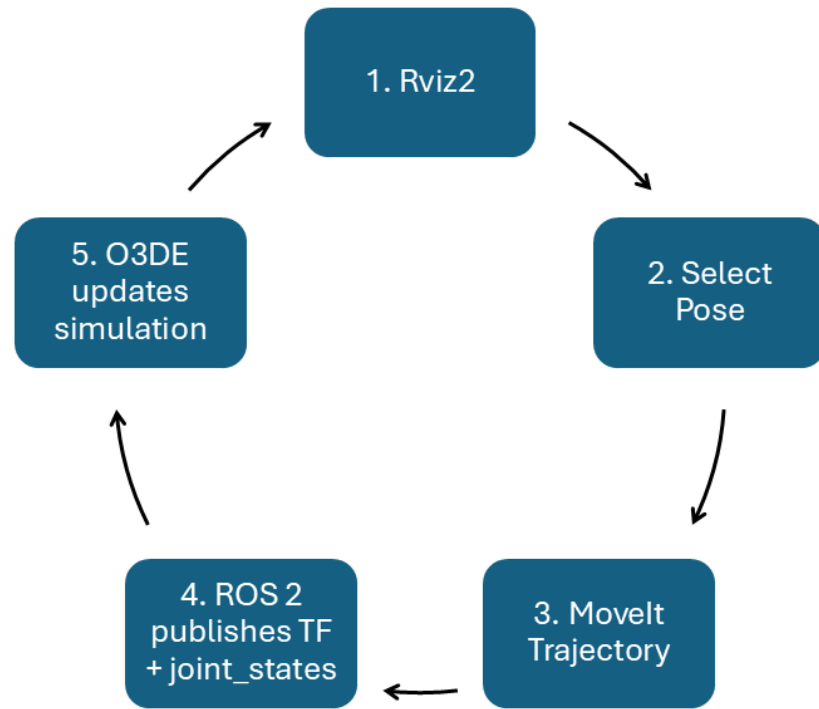 1. Rviz2
2. Select
Pose
3. MoveIt
Trajectory
4. ROS 2
publishes TF
+ joint_states
5. O3DE
updates
simulation